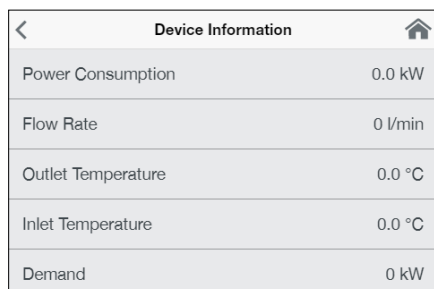 Device Information
Power Consumption 0.0 kW
Flow Rate 0 l/min
Outlet Temperature 0.0 °C
Inlet Temperature 0.0 °C
Demand 0 kW